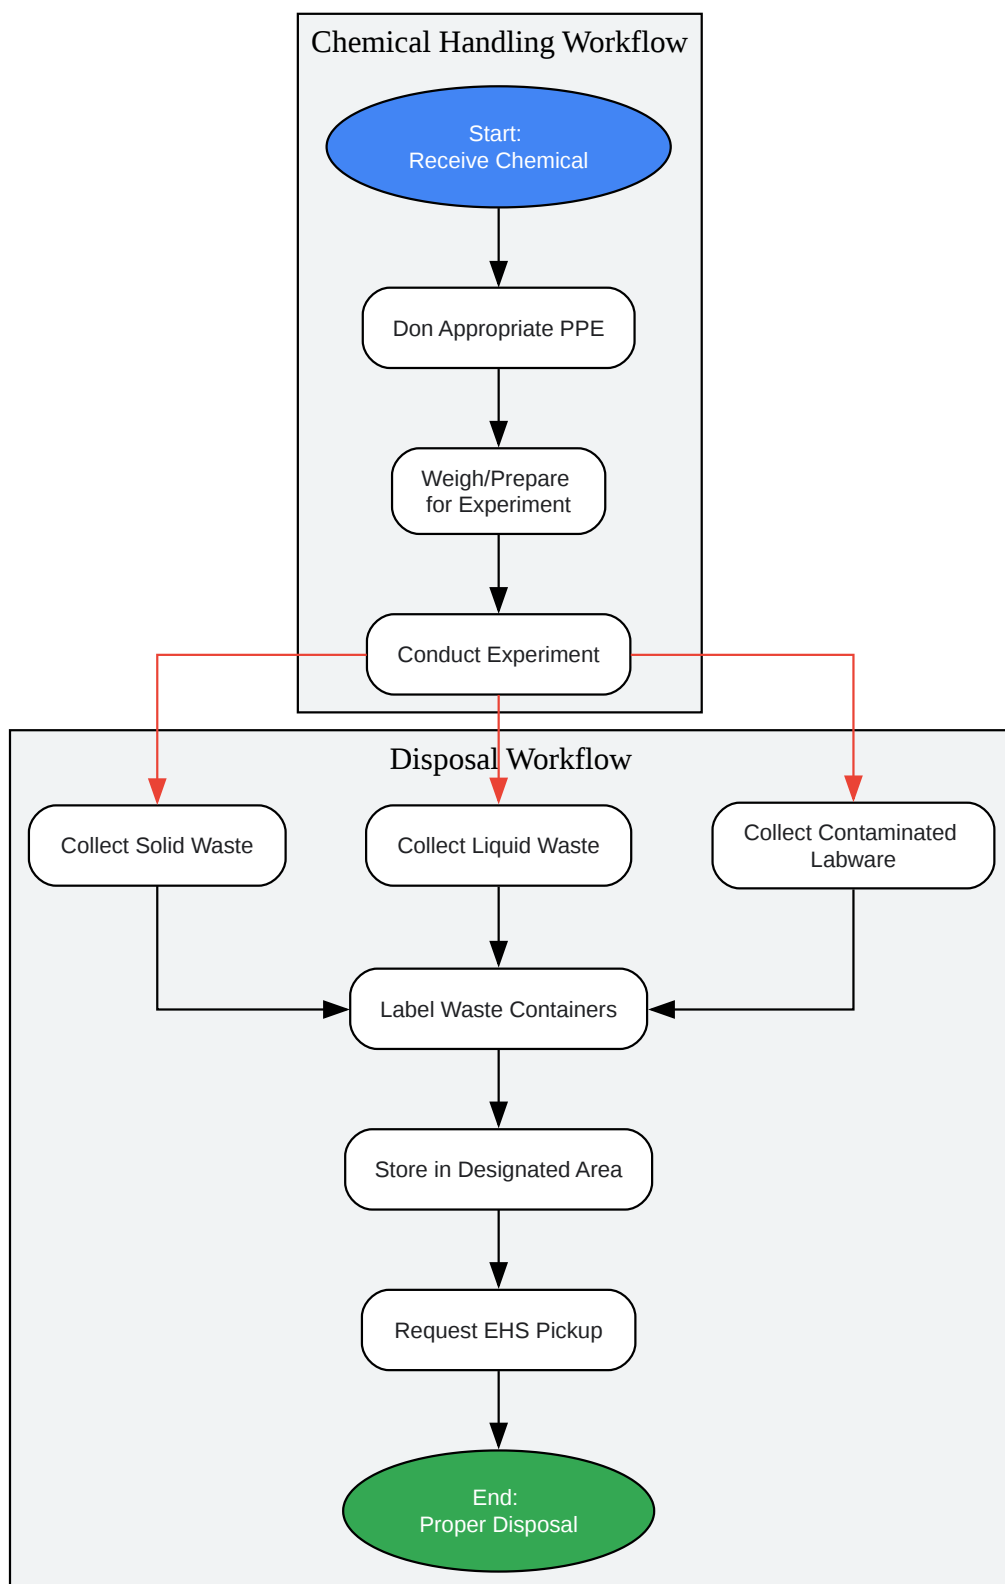 Chemical Handling Workflow
Start:
Receive Chemical
Don Appropriate PPE
Weigh/Prepare
for Experiment
Conduct Experiment
Disposal Workflow
Collect Solid Waste
Collect Liquid Waste
Collect Contaminated
Labware
Label Waste Containers
Store in Designated Area
Request EHS Pickup
End:
Proper Disposal